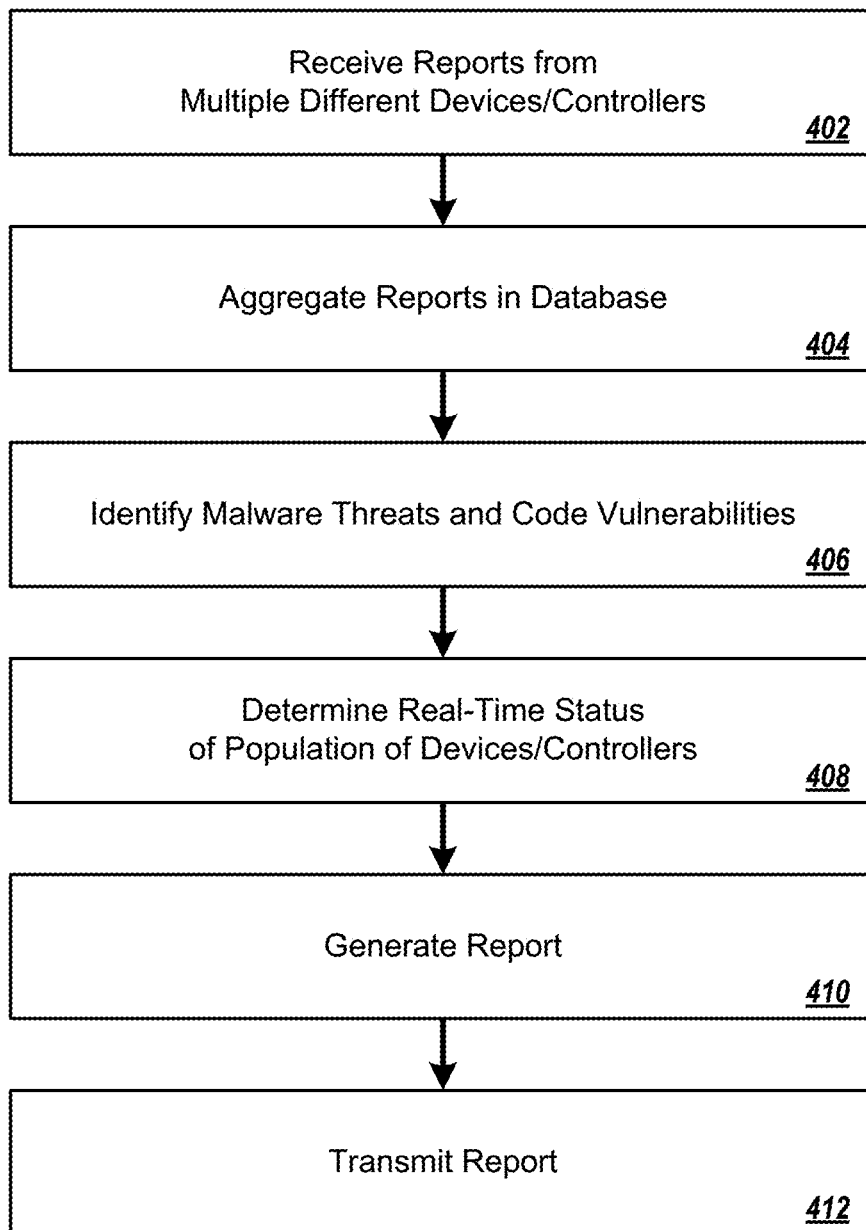 Receive Reports from
Multiple Different Devices/Controllers
402
Aggregate Reports in Database
404
Identify Malware Threats and Code Vulnerabilities
406
Determine Real-Time Status
of Population of Devices/Controllers
408
Generate Report
410
Transmit Report
412